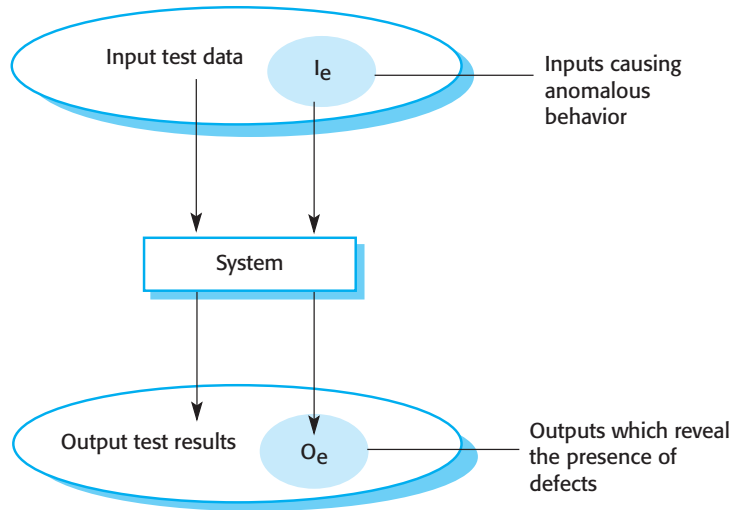 Input test data
Ie
Inputs causing
anomalous
behavior
System
Output test results
Oe
Outputs which reveal
the presence of
defects